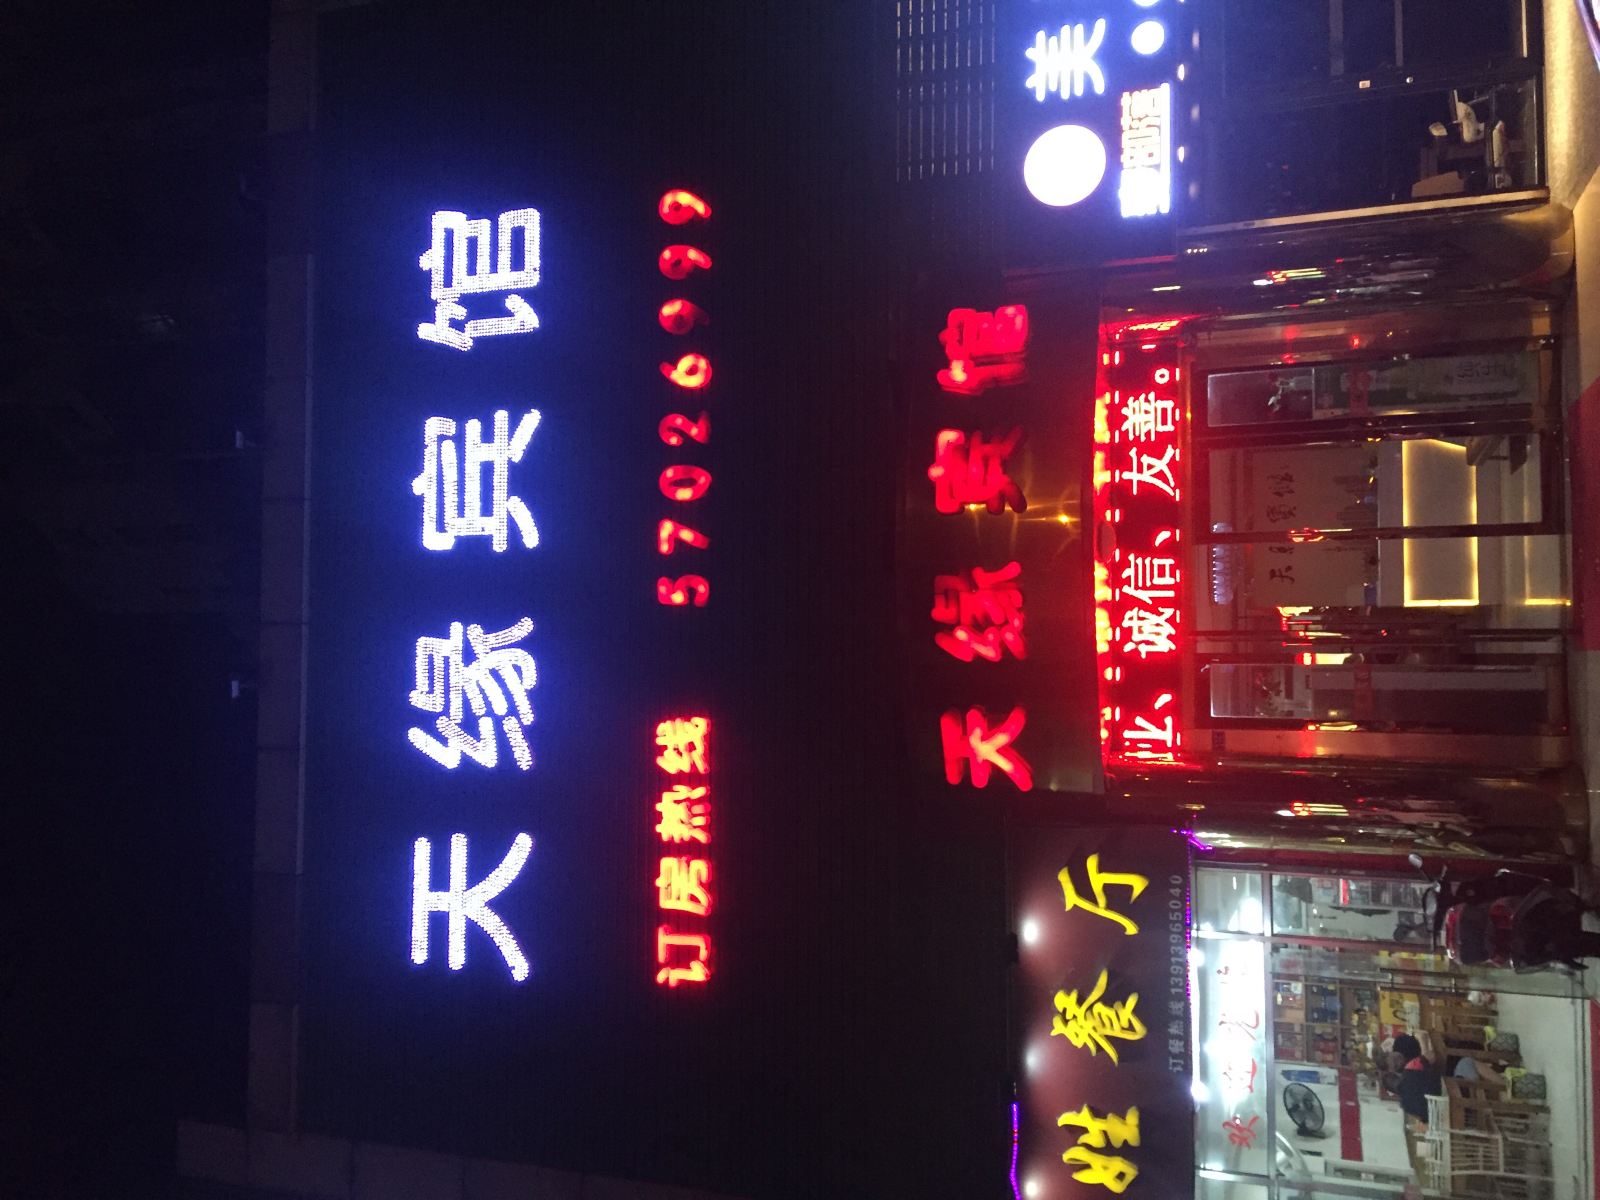 天缘宾馆
订房热线 57026999
天缘宾馆
业、诚信、友善。
姓餐厅
订餐热线 13913965040
欢迎光临
美